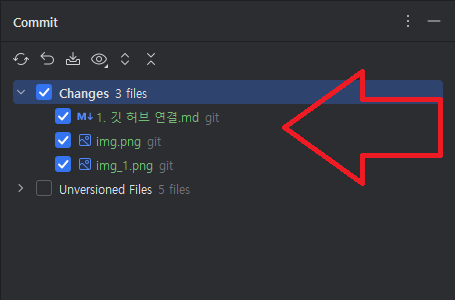 Commit
Changes 3 files
M↓ 1. 깃 허브 연결.md git
img.png git
img_1.png git
Unversioned Files 5 files